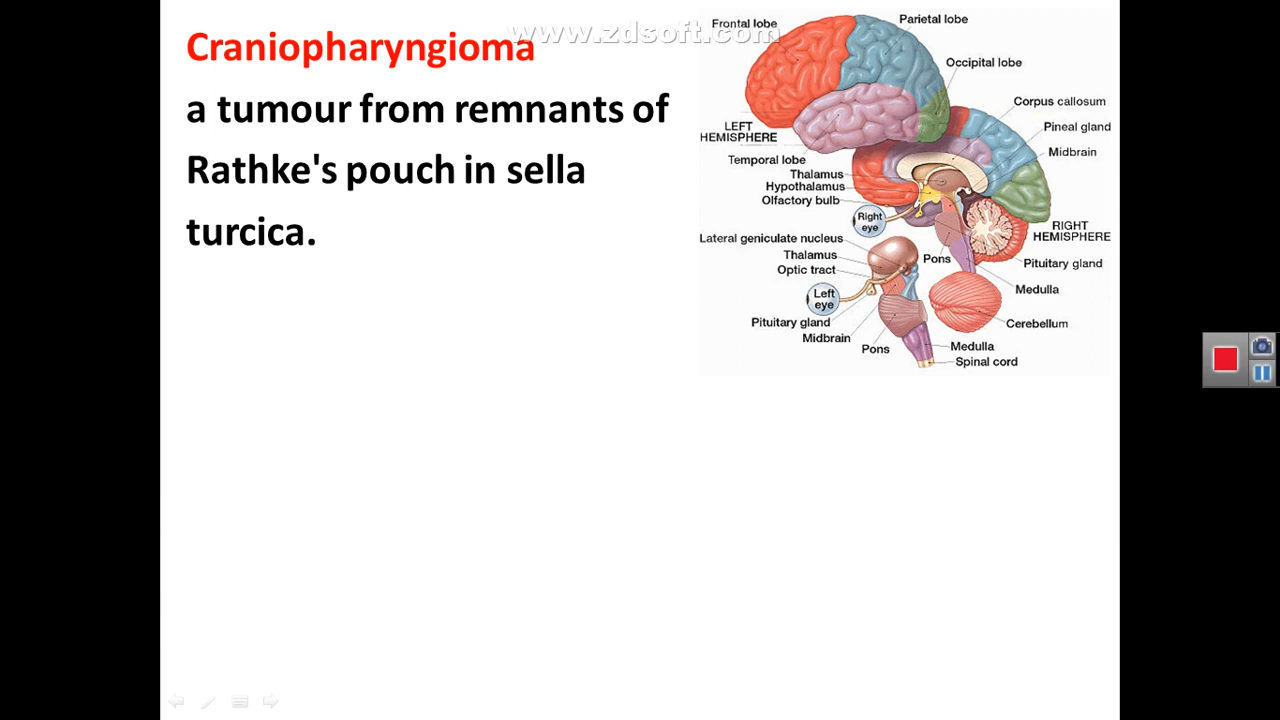 Craniopharyngioma
www.zdsoft.com
a tumour from remnants of
Rathke's pouch in sella
turcica.
Frontal lobe
Parietal lobe
Occipital lobe
Corpus callosum
LEFT
HEMISPHERE
Pineal gland
Midbrain
Temporal lobe
Thalamus
Hypothalamus
Olfactory bulb
Right
eye
RIGHT
HEMISPHERE
Lateral geniculate nucleus
Thalamus
Pons
Pituitary gland
Optic tract
Medulla
Left
eye
Pituitary gland
Cerebellum
Midbrain
Pons
Medulla
Spinal cord